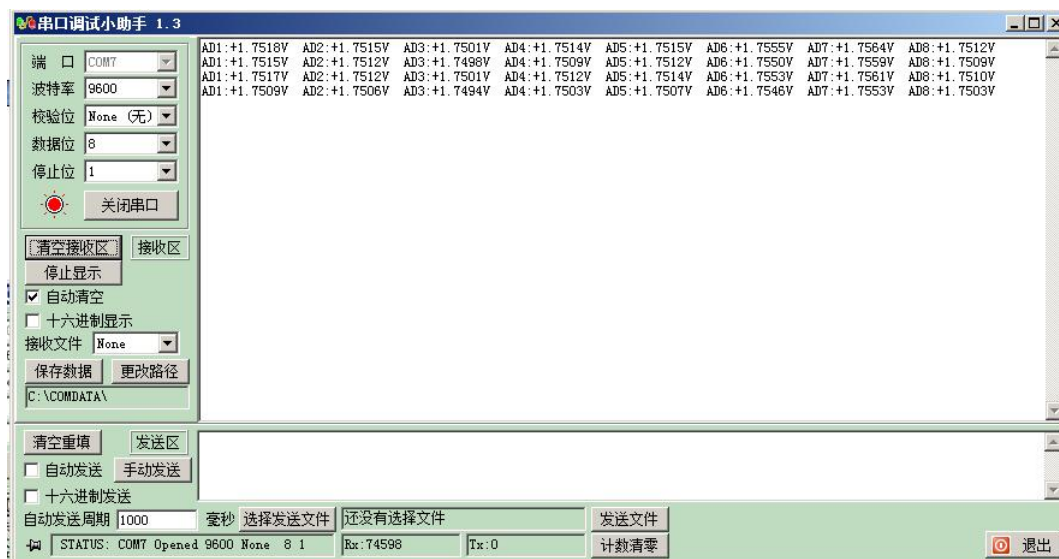 串口调试小助手 1.3
端 口 COM7
波特率 9600
校验位 None (无)
数据位 8
停止位 1
关闭串口
清空接收区 接收区
停止显示
自动清空
十六进制显示
接收文件 None
保存数据 更改路径
C:\COMDATA\
AD1:+1.7518V AD2:+1.7515V AD3:+1.7501V AD4:+1.7514V AD5:+1.7515V AD6:+1.7555V AD7:+1.7564V AD8:+1.7512V
AD1:+1.7515V AD2:+1.7512V AD3:+1.7498V AD4:+1.7509V AD5:+1.7512V AD6:+1.7550V AD7:+1.7559V AD8:+1.7509V
AD1:+1.7517V AD2:+1.7512V AD3:+1.7501V AD4:+1.7512V AD5:+1.7514V AD6:+1.7553V AD7:+1.7561V AD8:+1.7510V
AD1:+1.7509V AD2:+1.7506V AD3:+1.7494V AD4:+1.7503V AD5:+1.7507V AD6:+1.7546V AD7:+1.7553V AD8:+1.7503V
清空重填 发送区
自动发送 手动发送
十六进制发送
自动发送周期 1000 毫秒 选择发送文件 还没有选择文件 发送文件
STATUS: COM7 Opened 9600 None 8 1 Rx:74598 Tx:0 计数清零 退出